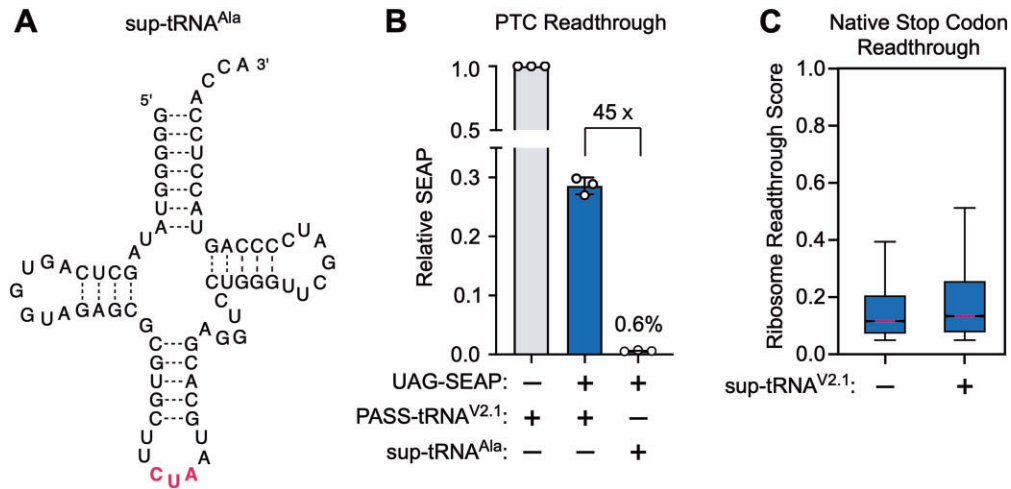 A
sup-tRNA^Ala
A 3'
C
C
A
5'
G A C C C C U A G C U U G G G U C C
U G A C U C G A U
G G U A G A G C G
C U A
B
PTC Readthrough
Relative SEAP
1.0
0.5
0.3
0.2
0.1
0.0
45 x
0.6%
UAG-SEAP: – + +
PASS-tRNA^V2.1: + + –
sup-tRNA^Ala: – – +
C
Native Stop Codon
Readthrough
Ribosome Readthrough Score
1.0
0.8
0.6
0.4
0.2
0.0
sup-tRNA^V2.1: – +